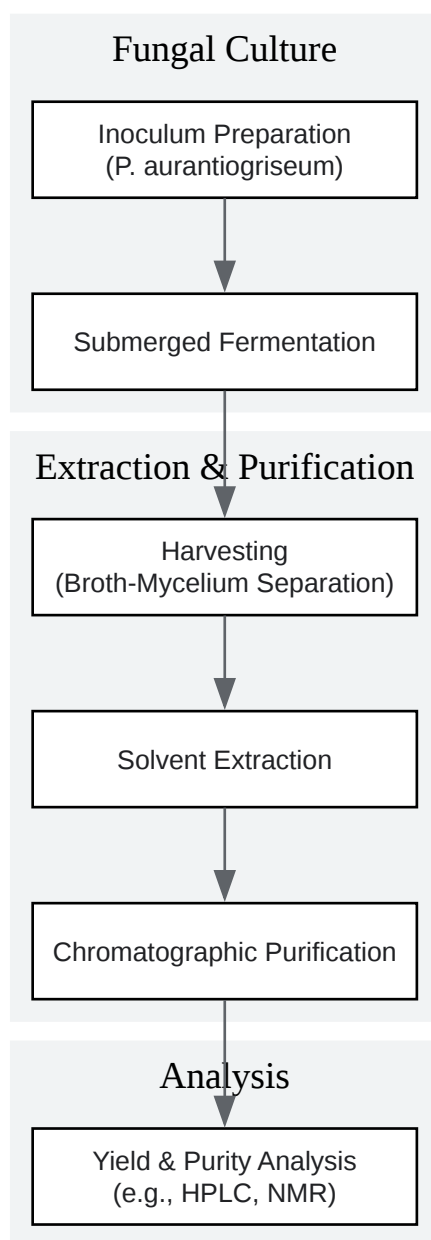 Fungal Culture
Inoculum Preparation
(P. aurantiogriseum)
Submerged Fermentation
Extraction & Purification
Harvesting
(Broth-Mycelium Separation)
Solvent Extraction
Chromatographic Purification
Analysis
Yield & Purity Analysis
(e.g., HPLC, NMR)